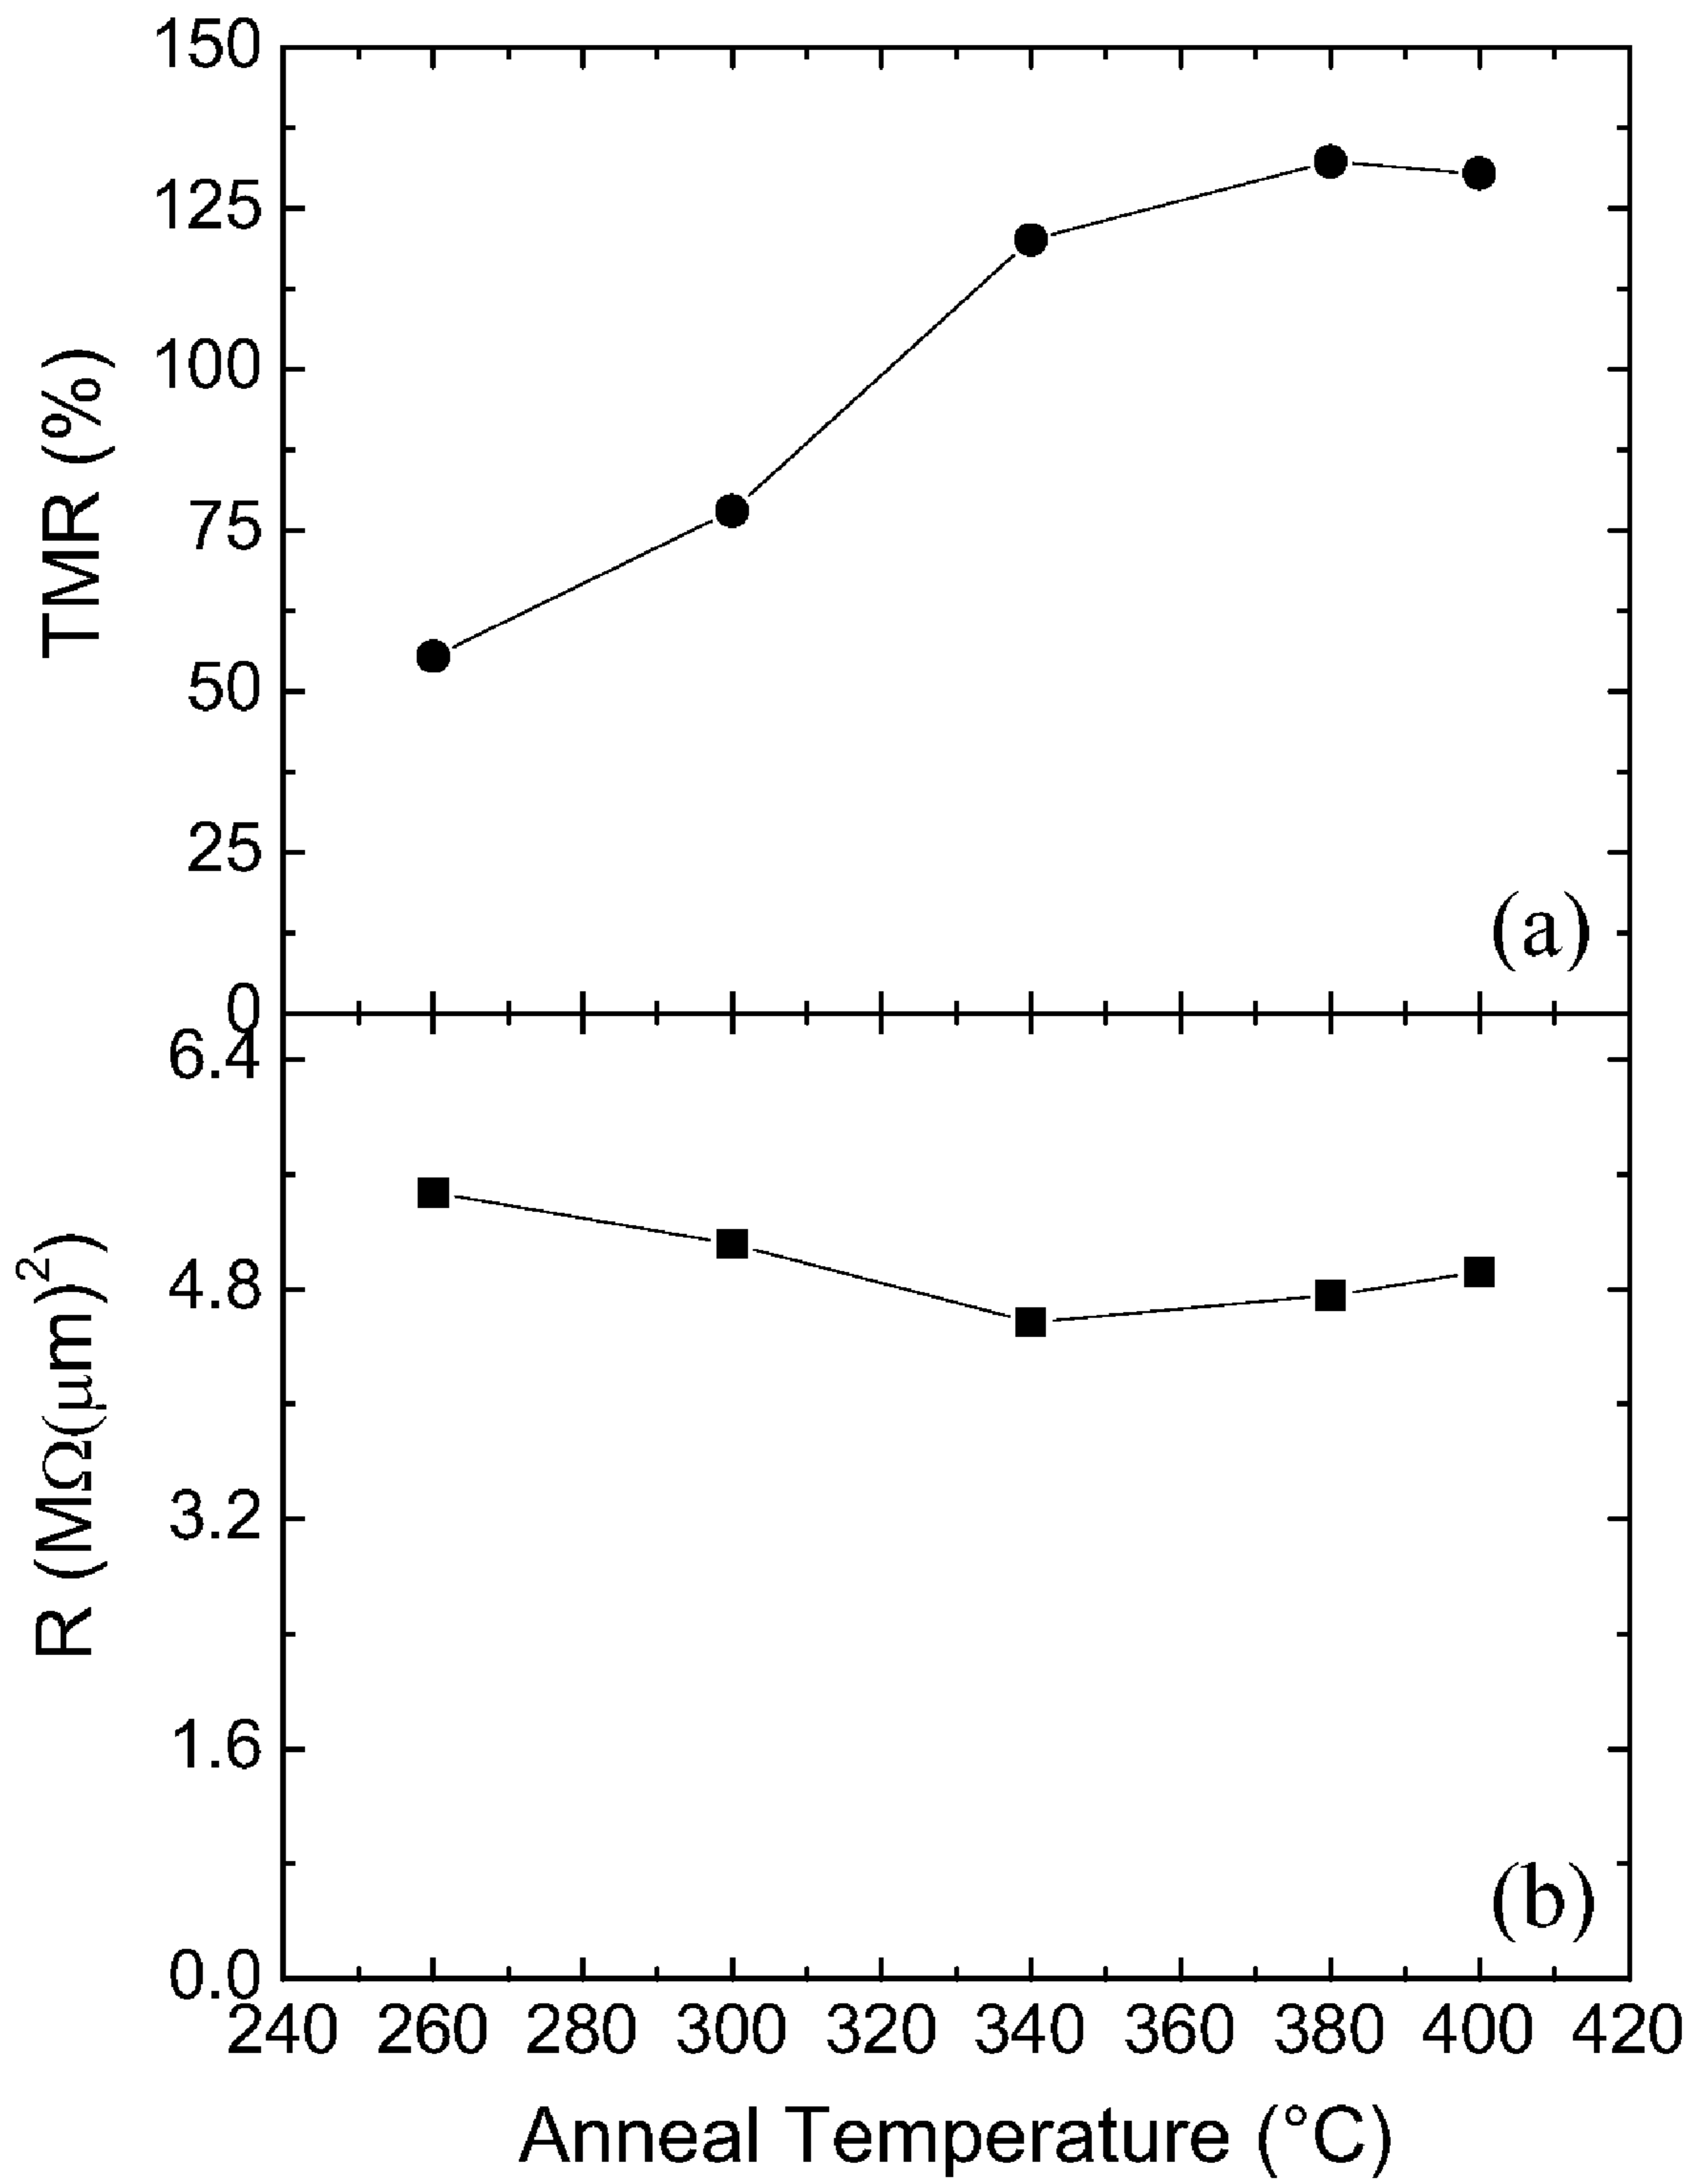 150
125
100
75
50
25
0
TMR (%)
(a)
6.4
4.8
3.2
1.6
0.0
R (MΩ(μm)²)
(b)
240 260 280 300 320 340 360 380 400 420
Anneal Temperature (°C)